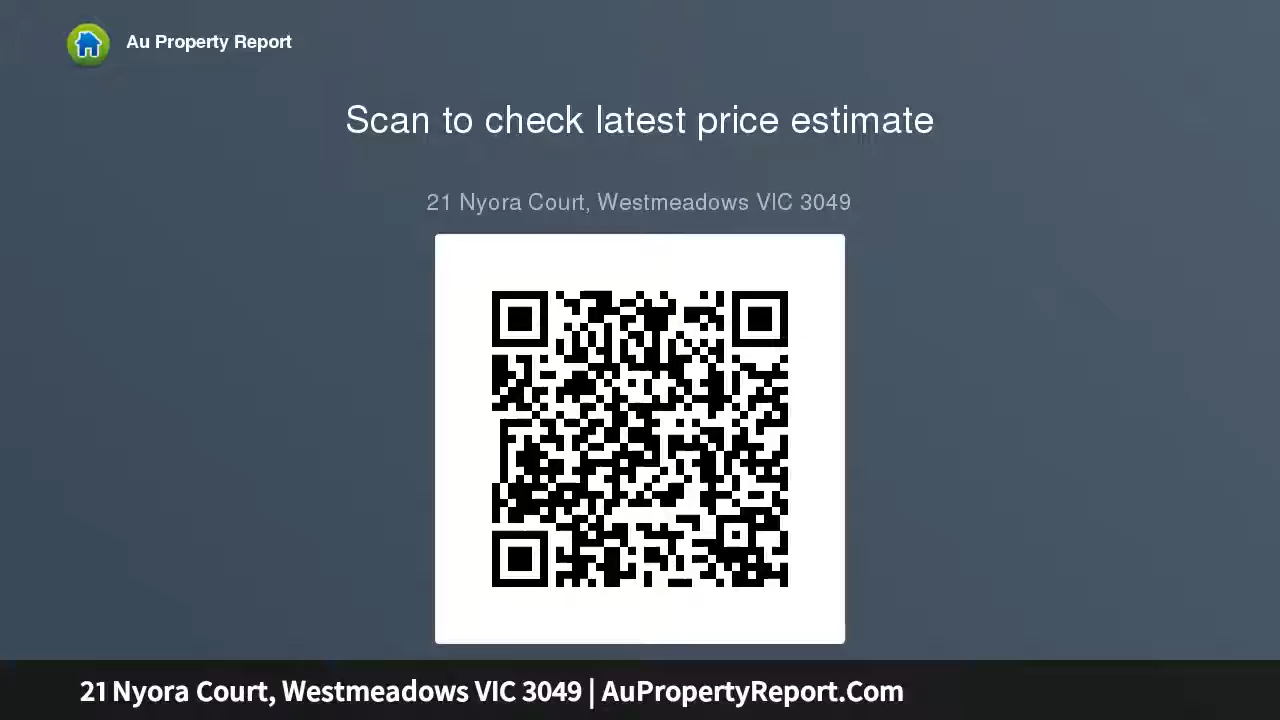 Au Property Report
Scan to check latest price estimate
21 Nyora Court, Westmeadows VIC 3049
21 Nyora Court, Westmeadows VIC 3049 | AuPropertyReport.Com